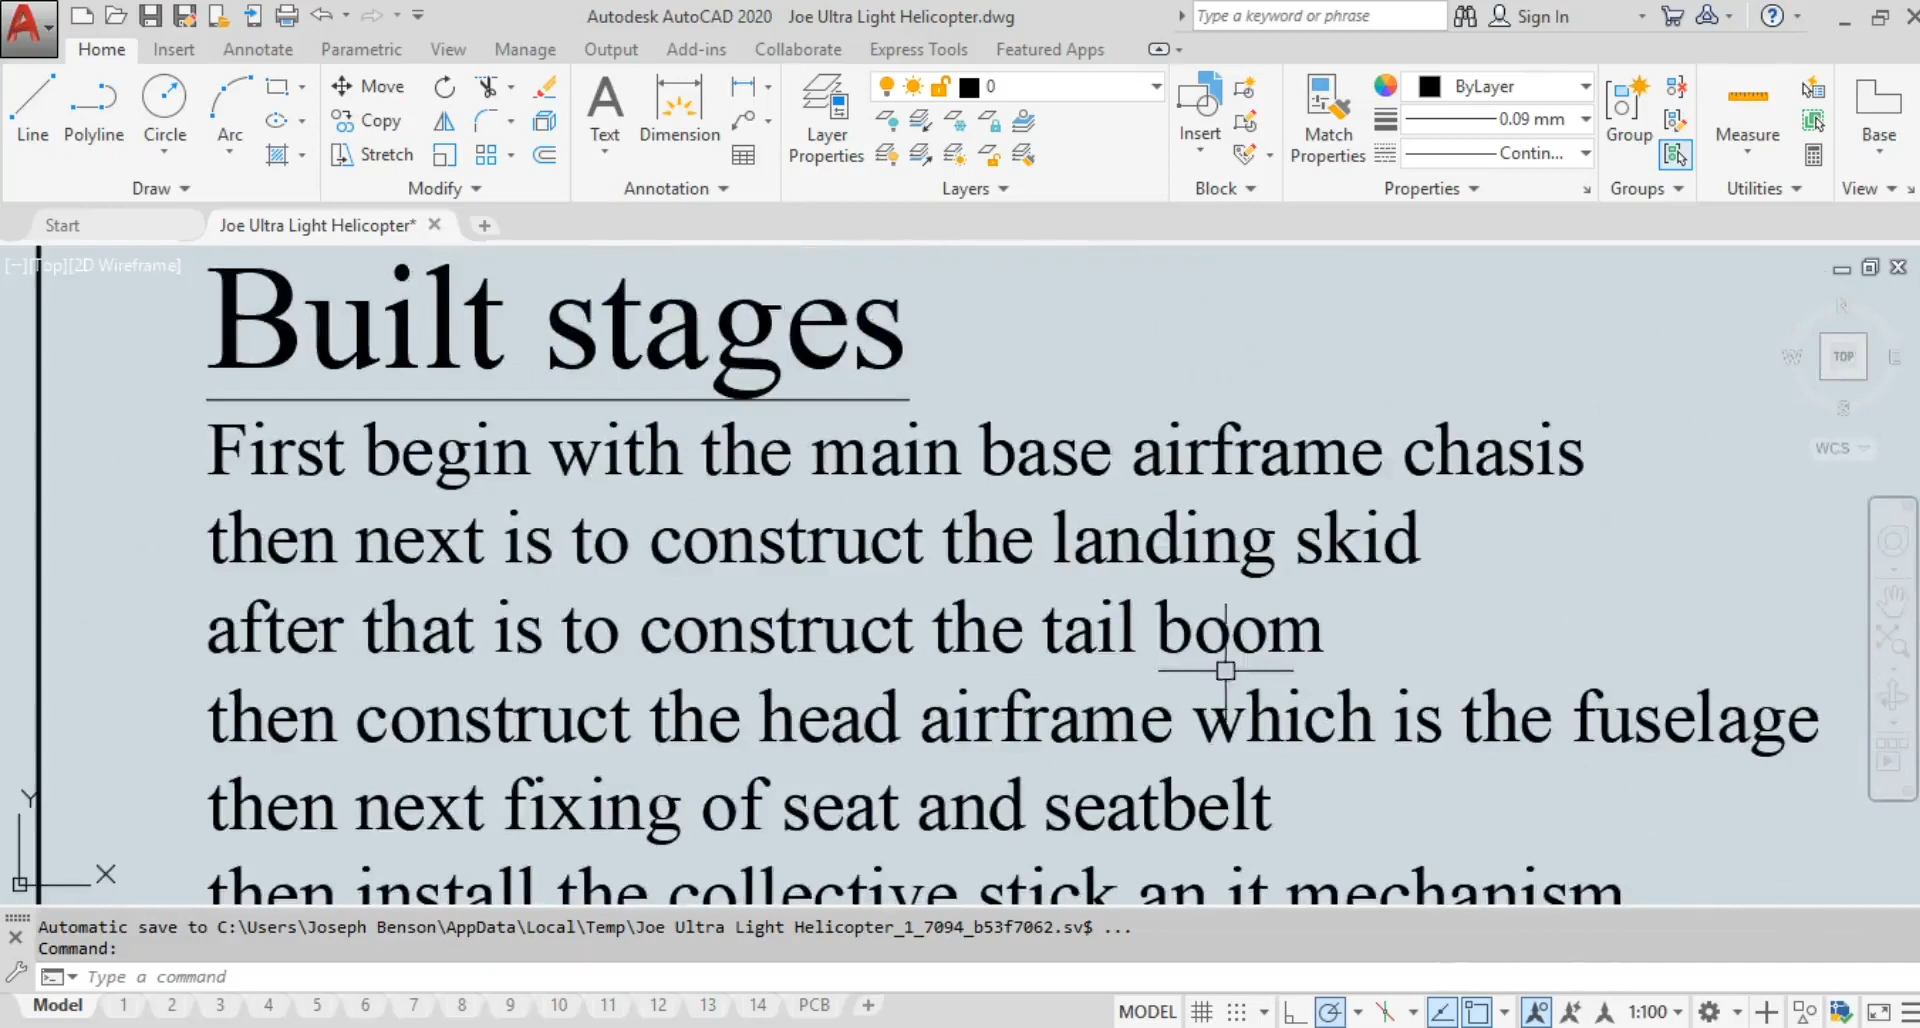 Autodesk AutoCAD 2020 Joe Ultra Light Helicopter.dwg
Type a keyword or phrase
Sign In
Home Insert Annotate Parametric View Manage Output Add-ins Collaborate Express Tools Featured Apps
Line Polyline Circle Arc
Move
Copy
Stretch
Text Dimension
Layer Properties
0
Insert
Match Properties
ByLayer
0.09 mm
Contin...
Group
Measure
Base
Draw Modify Annotation Layers Block Properties Groups Utilities View
Start Joe Ultra Light Helicopter*
[−][Top][2D Wireframe]
N
W TOP E
S
WCS
Built stages
First begin with the main base airframe chasis
then next is to construct the landing skid
after that is to construct the tail boom
then construct the head airframe which is the fuselage
then next fixing of seat and seatbelt
then install the collective stick an it mechanism
Y
X
Automatic save to C:\Users\Joseph Benson\AppData\Local\Temp\Joe Ultra Light Helicopter_1_7094_b53f7062.sv$ ...
Command:
Type a command
Model 1 2 3 4 5 6 7 8 9 10 11 12 13 14 PCB
MODEL 1:100